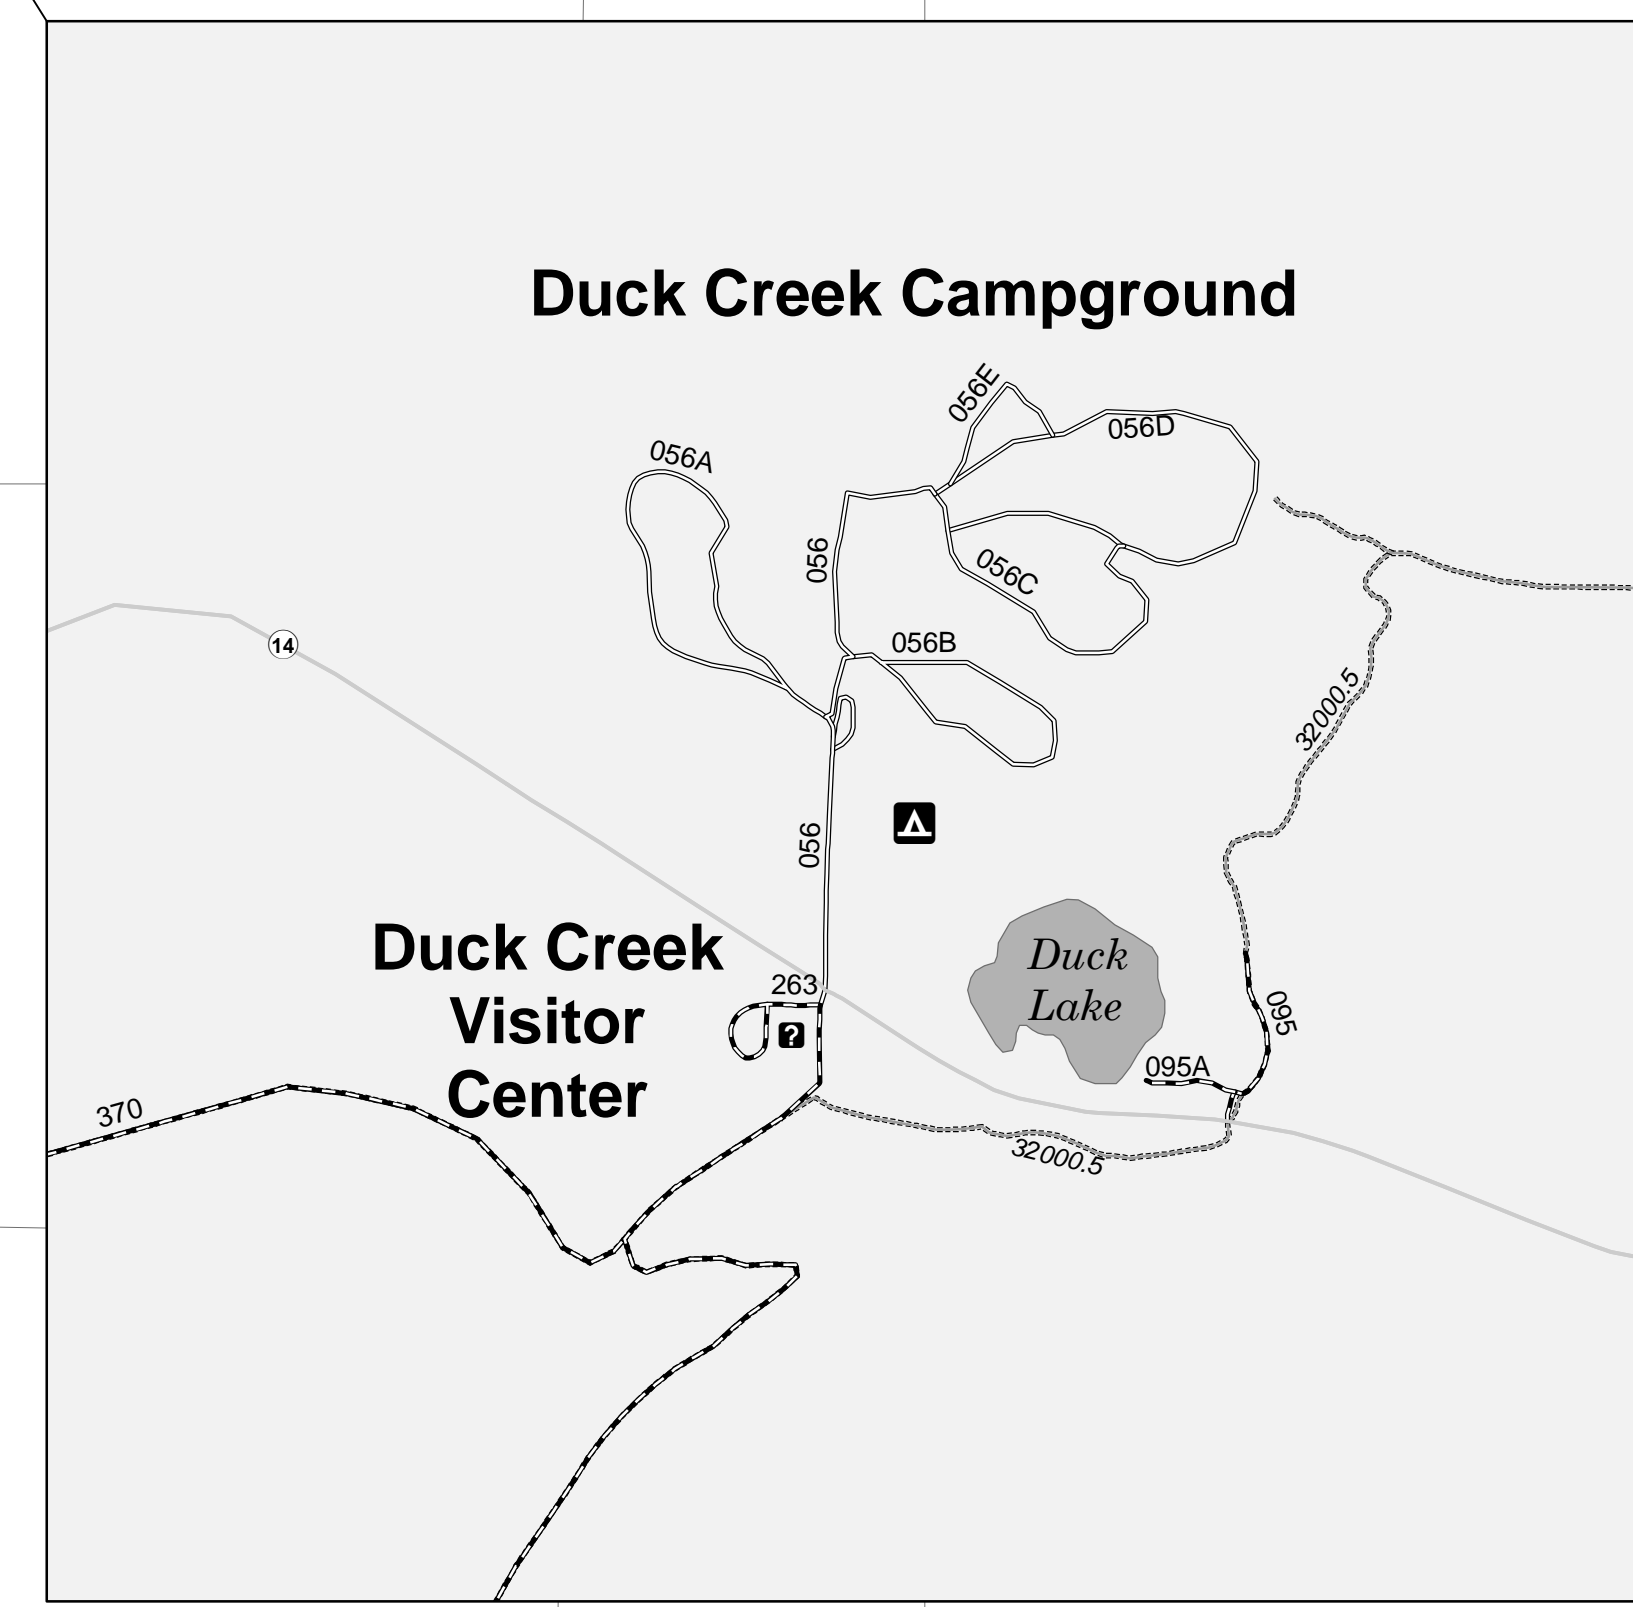 Duck Creek Campground
056E
056D
056A
056
056C
056B
14
32000.5
056
Duck Creek
Visitor
Center
Duck
Lake
263
095
?
095A
370
32000.5